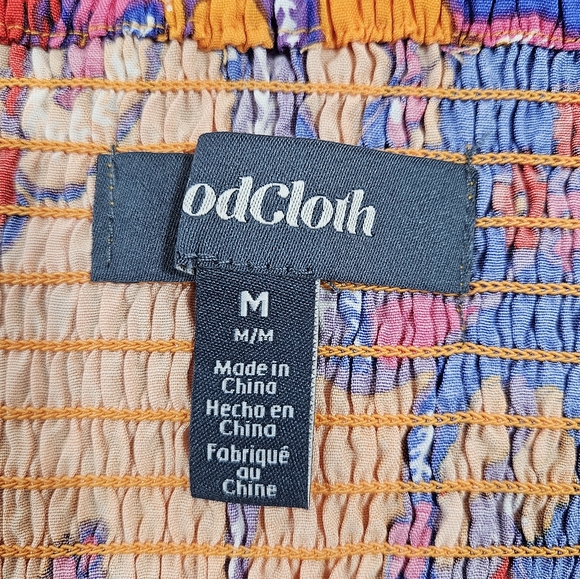 odCloth
M
M/M
Made in
China
Hecho en
China
Fabriqué
au
Chine